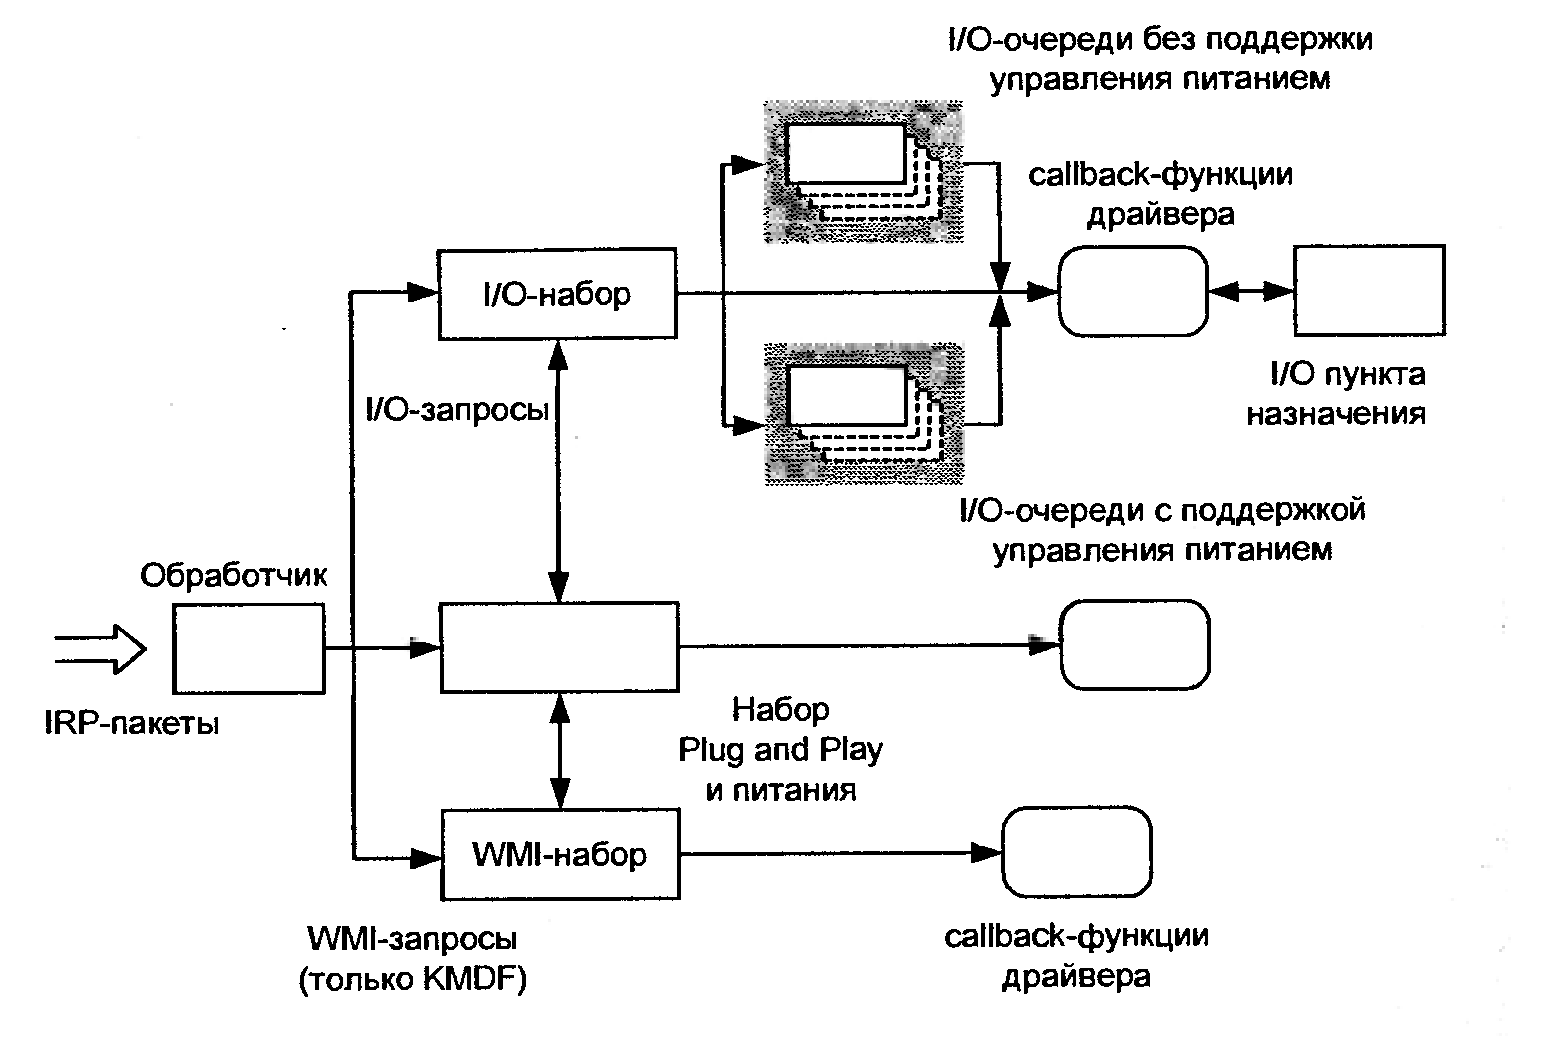 I/O-очереди без поддержки
управления питанием
callback-функции
драйвера
I/O-набор
I/O пункта
назначения
I/O-запросы
I/O-очереди с поддержкой
управления питанием
Обработчик
IRP-пакеты
Набор
Plug and Play
и питания
WMI-набор
WMI-запросы
(только KMDF)
callback-функции
драйвера